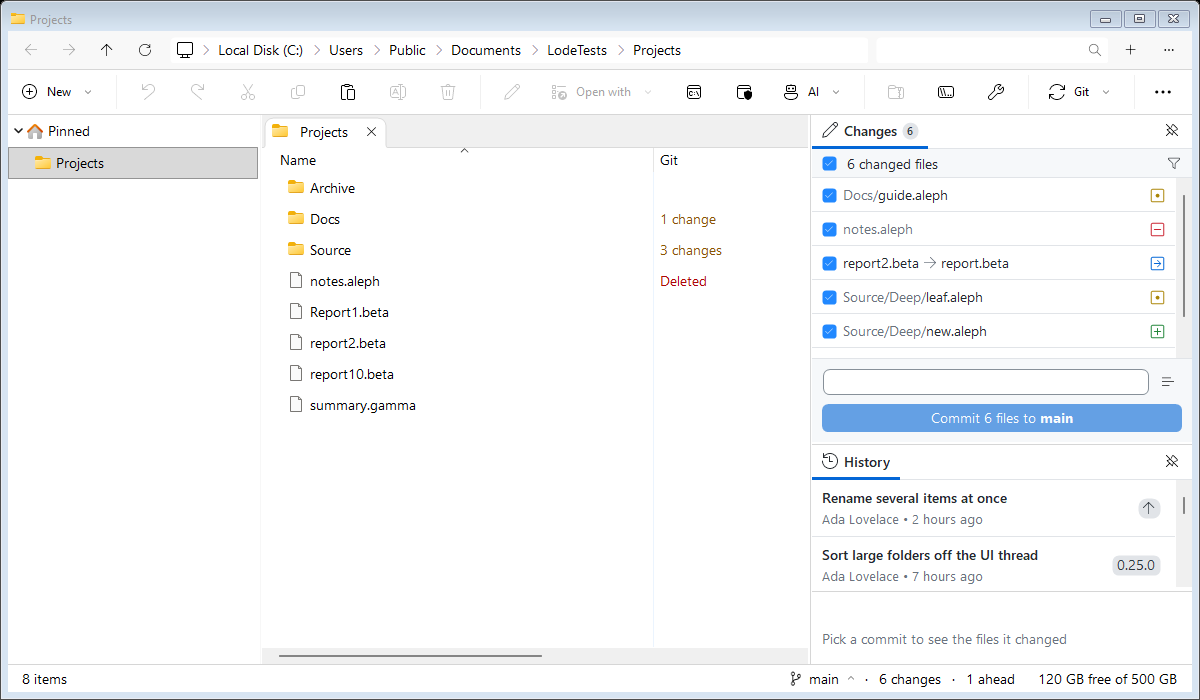 Projects
Local Disk (C:) Users Public Documents LodeTests Projects
New Open with AI Git
Pinned
Projects
Projects
Name Git
Archive
Docs 1 change
Source 3 changes
notes.aleph Deleted
Report1.beta
report2.beta
report10.beta
summary.gamma
Changes 6
6 changed files
Docs/guide.aleph
notes.aleph
report2.beta → report.beta
Source/Deep/leaf.aleph
Source/Deep/new.aleph
Commit 6 files to main
History
Rename several items at once
Ada Lovelace • 2 hours ago
Sort large folders off the UI thread
Ada Lovelace • 7 hours ago
0.25.0
Pick a commit to see the files it changed
8 items main · 6 changes · 1 ahead 120 GB free of 500 GB